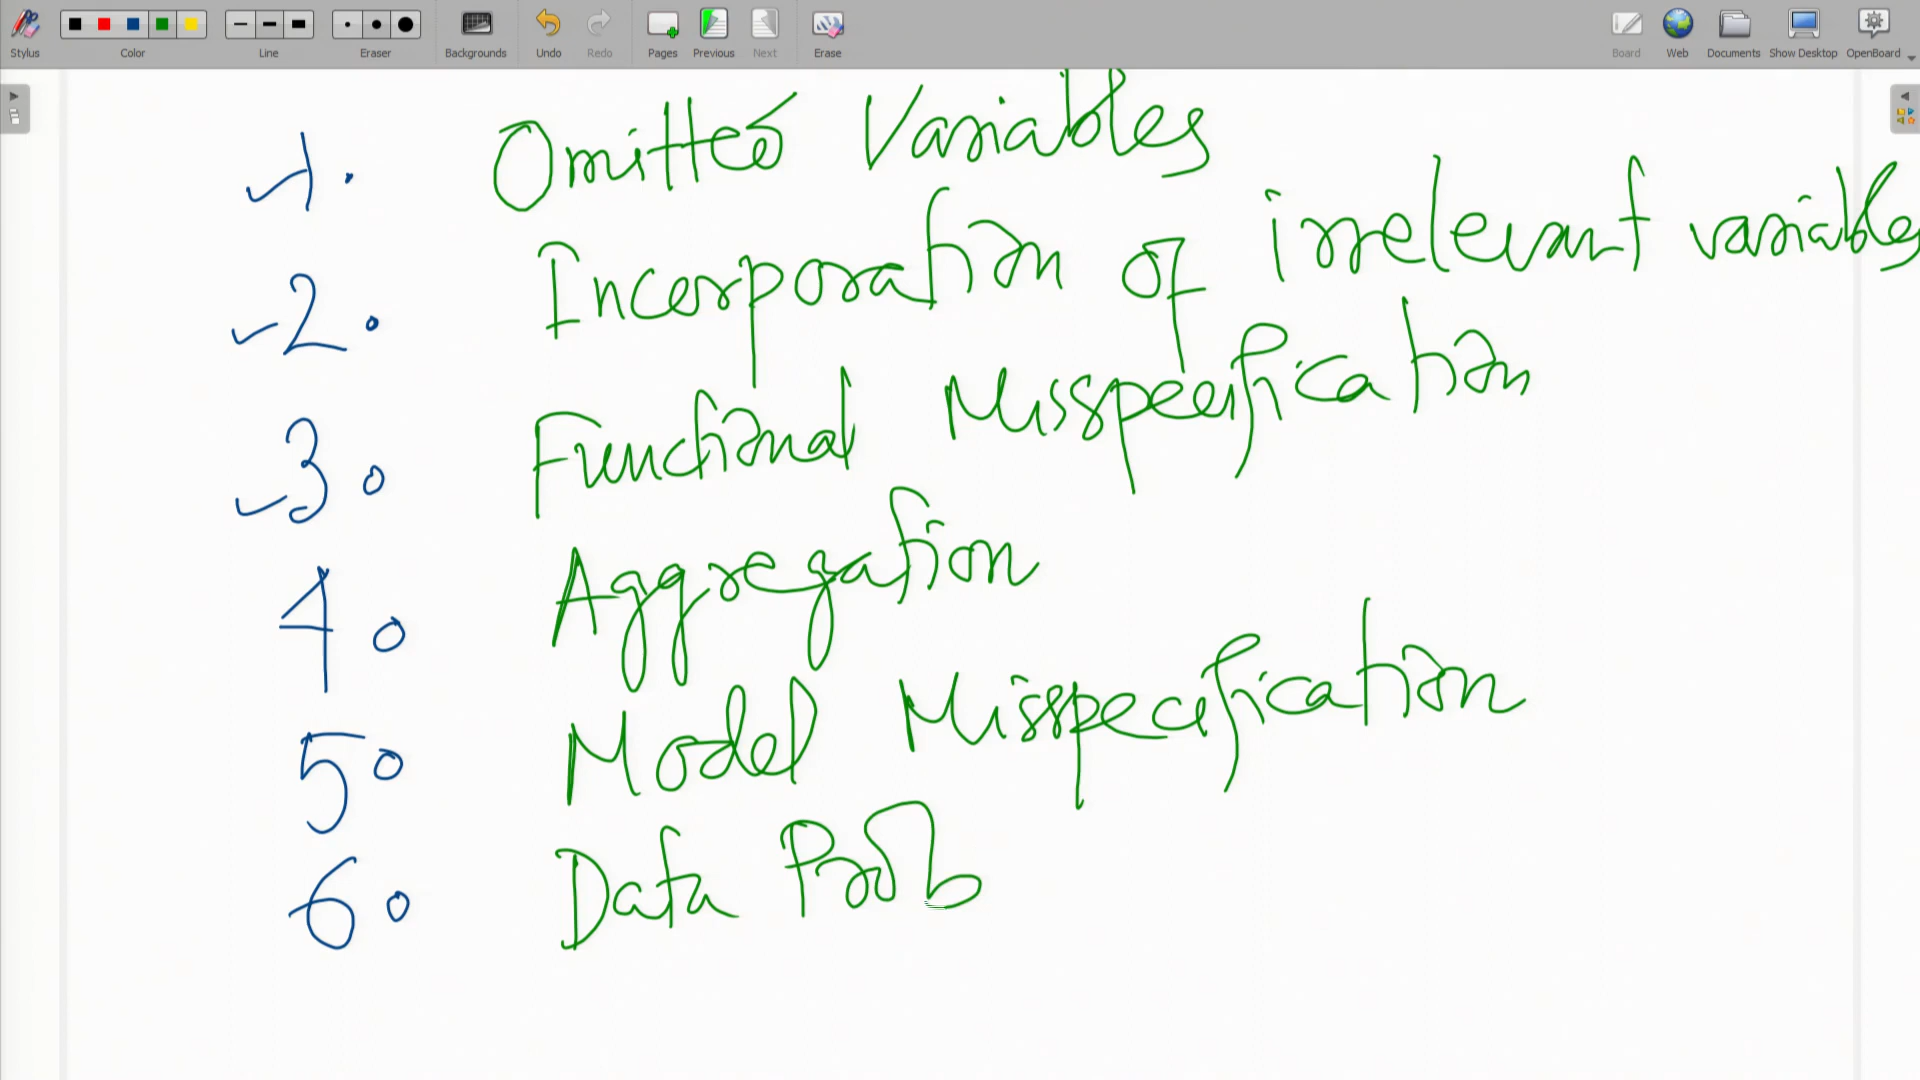 Stylus Color Line Eraser Backgrounds Undo Redo Pages Previous Next Erase Board Web Documents Show Desktop OpenBoard
1. Omitted Variables
2. Incorporation of irrelevant variables
3. Functional Misspecification
4. Aggregation
5. Model Misspecification
6. Data Prob